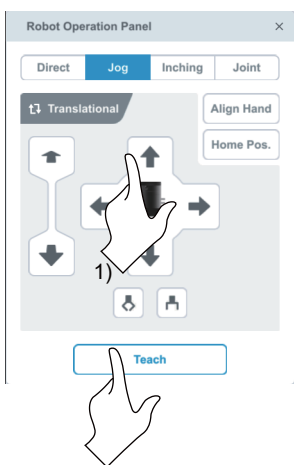 Robot Operation Panel ×
Direct Jog Inching Joint
Translational Align Hand
Home Pos.
1)
Teach